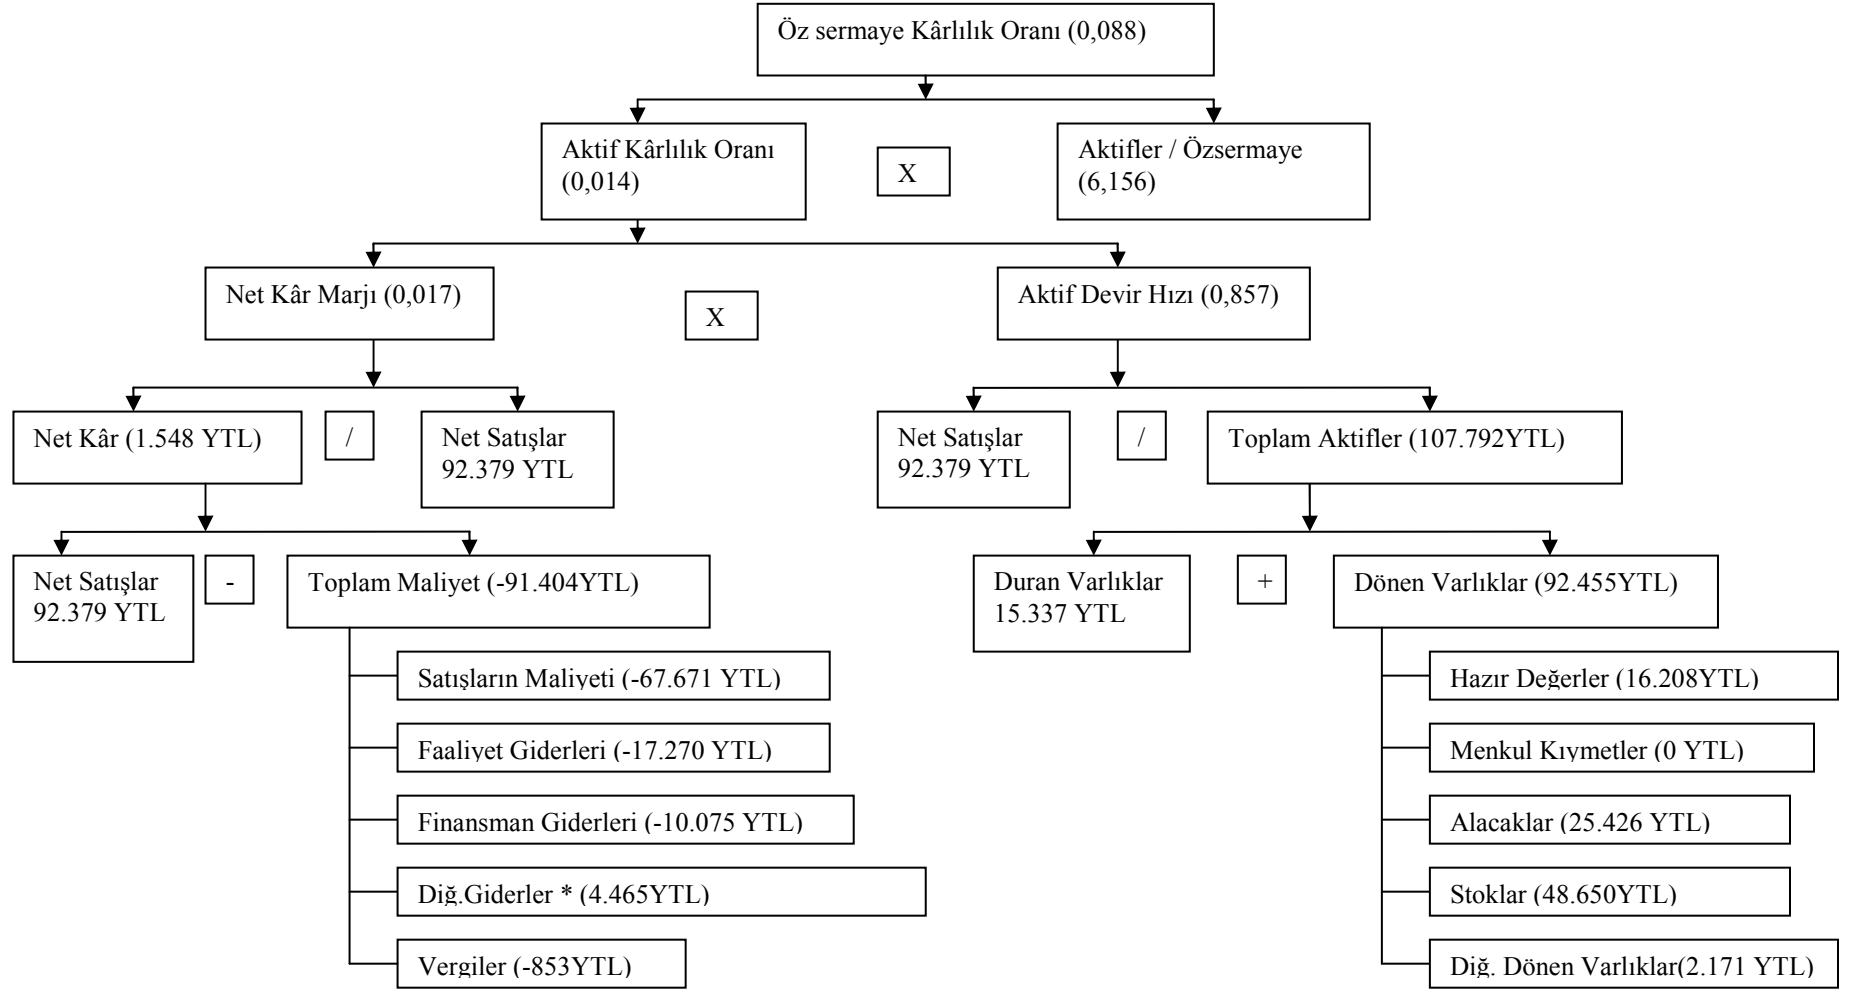 Öz sermaye Kârlılık Oranı (0,088)
Aktif Kârlılık Oranı
(0,014)
X
Aktifler / Özsermaye
(6,156)
Net Kâr Marjı (0,017)
X
Aktif Devir Hızı (0,857)
Net Kâr (1.548 YTL)
/
Net Satışlar
92.379 YTL
Net Satışlar
92.379 YTL
/
Toplam Aktifler (107.792YTL)
Net Satışlar
92.379 YTL
-
Toplam Maliyet (-91.404YTL)
Duran Varlıklar
15.337 YTL
+
Dönen Varlıklar (92.455YTL)
Satışların Maliyeti (-67.671 YTL)
Faaliyet Giderleri (-17.270 YTL)
Finansman Giderleri (-10.075 YTL)
Diğ.Giderler * (4.465YTL)
Vergiler (-853YTL)
Hazır Değerler (16.208YTL)
Menkul Kıymetler (0 YTL)
Alacaklar (25.426 YTL)
Stoklar (48.650YTL)
Diğ. Dönen Varlıklar(2.171 YTL)